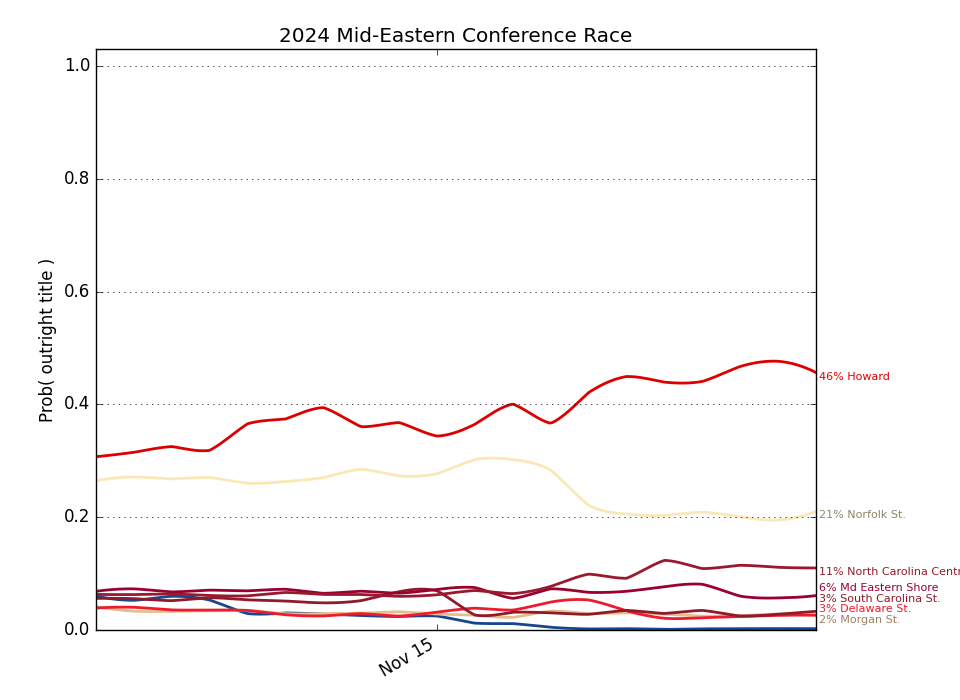 2024 Mid-Eastern Conference Race
1.0
0.8
0.6
0.4
0.2
0.0
Prob( outright title )
Nov 15
46% Howard
21% Norfolk St.
11% North Carolina Centr
6% Md Eastern Shore
3% South Carolina St.
3% Delaware St.
2% Morgan St.